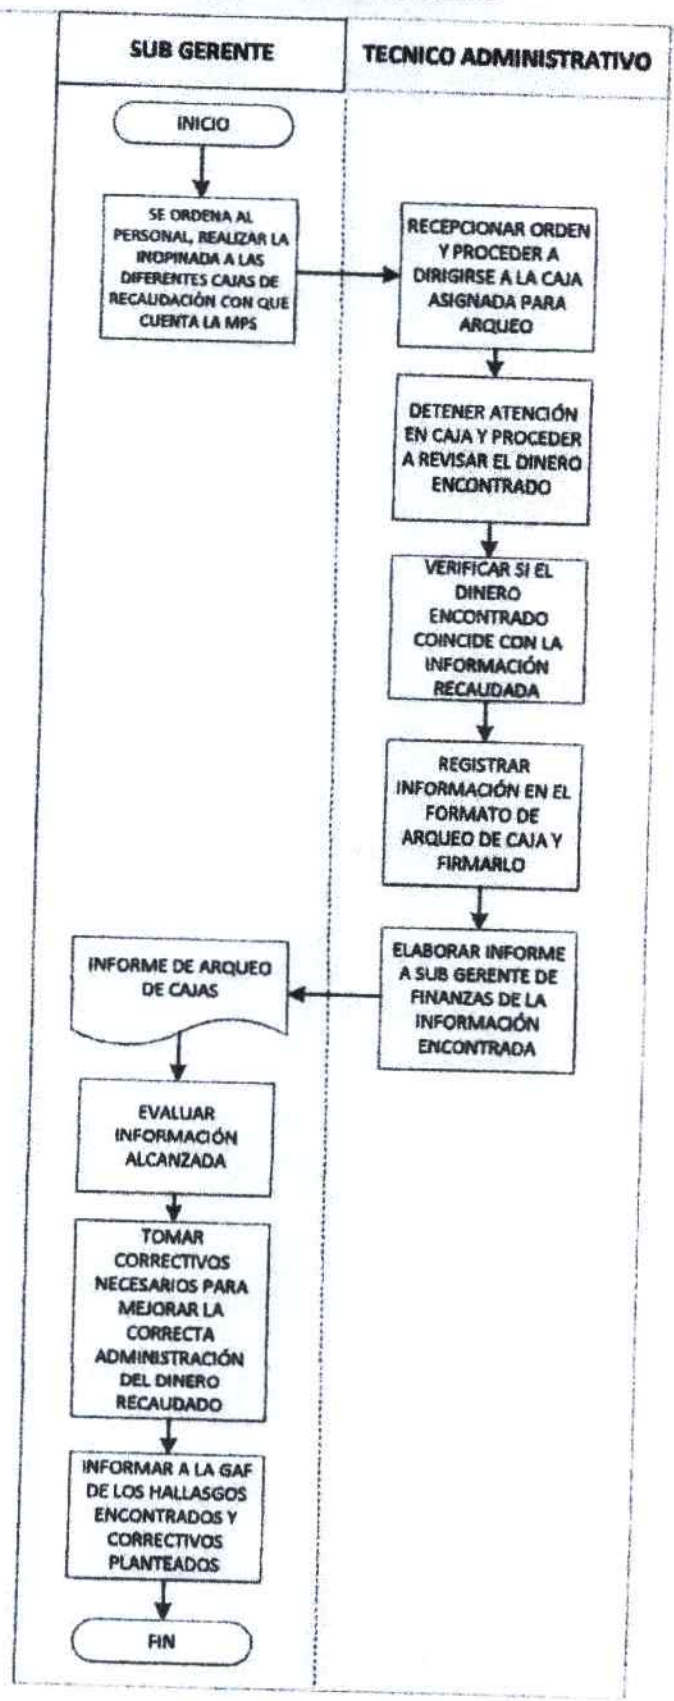 SUB GERENTE
TECNICO ADMINISTRATIVO
INICIO
SE ORDENA AL
PERSONAL, REALIZAR LA
INOPINADA A LAS
DIFERENTES CAJAS DE
RECAUDACIÓN CON QUE
CUENTA LA MPS
RECEPCIONAR ORDEN
Y PROCEDER A
DIRIGIRSE A LA CAJA
ASIGNADA PARA
ARQUEO
DETENER ATENCIÓN
EN CAJA Y PROCEDER
A REVISAR EL DINERO
ENCONTRADO
VERIFICAR SI EL
DINERO
ENCONTRADO
COINCIDE CON LA
INFORMACIÓN
RECAUDADA
REGISTRAR
INFORMACIÓN EN EL
FORMATO DE
ARQUEO DE CAJA Y
FIRMARLO
ELABORAR INFORME
A SUB GERENTE DE
FINANZAS DE LA
INFORMACIÓN
ENCONTRADA
INFORME DE ARQUEO
DE CAJAS
EVALUAR
INFORMACIÓN
ALCANZADA
TOMAR
CORRECTIVOS
NECESARIOS PARA
MEJORAR LA
CORRECTA
ADMINISTRACIÓN
DEL DINERO
RECAUDADO
INFORMAR A LA GAF
DE LOS HALLASGOS
ENCONTRADOS Y
CORRECTIVOS
PLANTEADOS
FIN